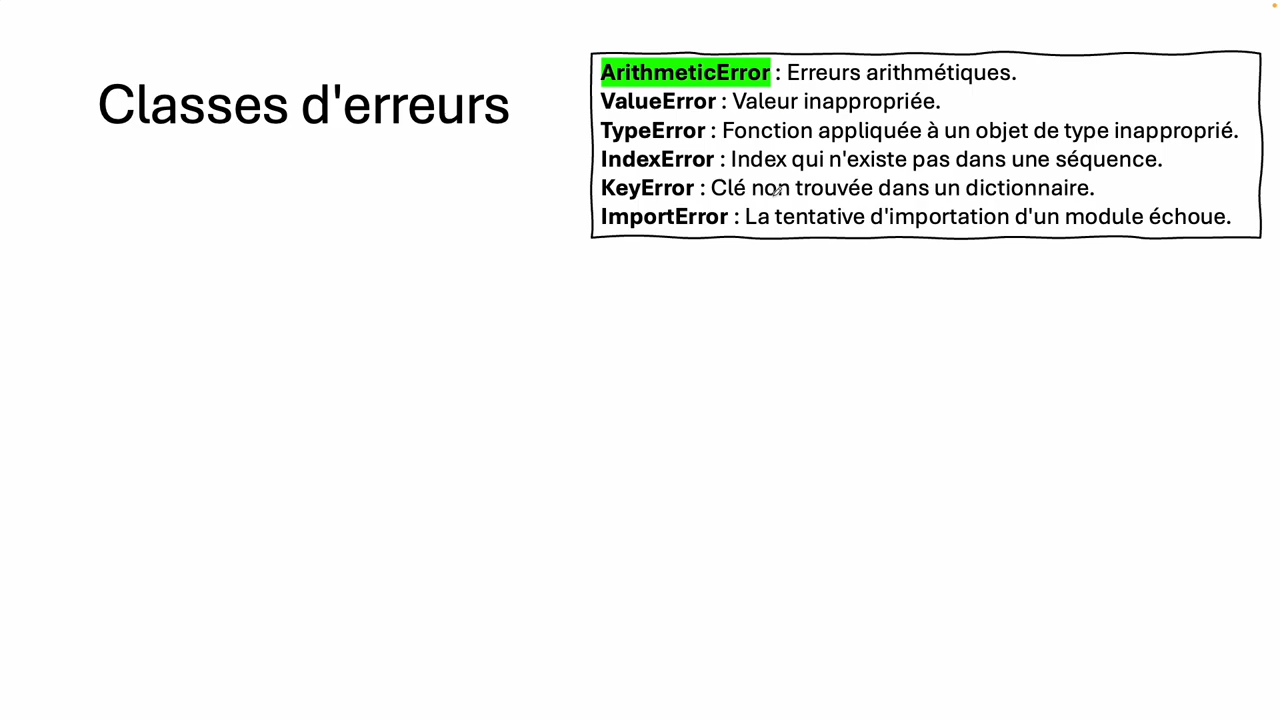 Classes d'erreurs
ArithmeticError : Erreurs arithmétiques.
ValueError : Valeur inappropriée.
TypeError : Fonction appliquée à un objet de type inapproprié.
IndexError : Index qui n'existe pas dans une séquence.
KeyError : Clé non trouvée dans un dictionnaire.
ImportError : La tentative d'importation d'un module échoue.